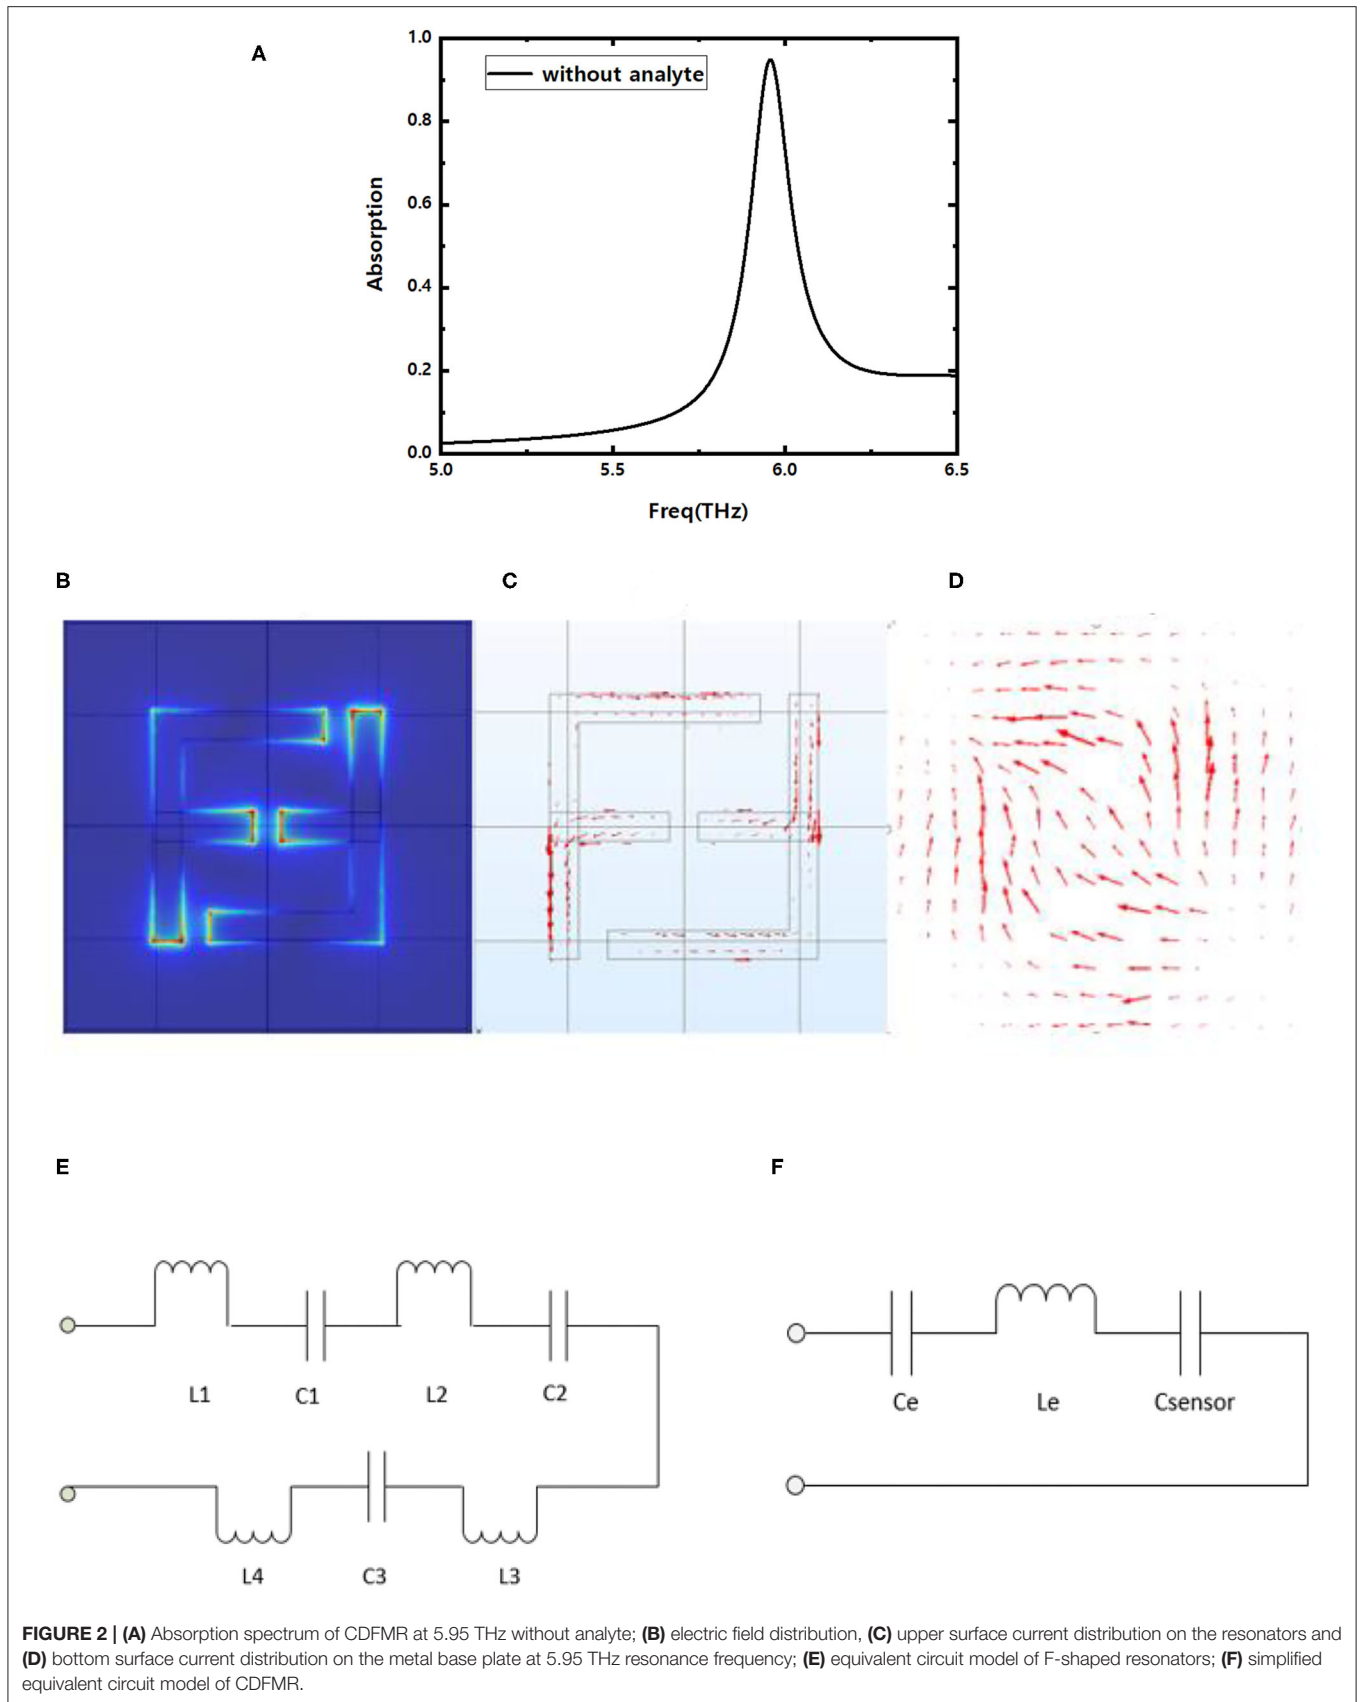 A
1.0
without analyte
0.8
0.6
Absorption
0.4
0.2
0.0
5.0 5.5 6.0 6.5
Freq(THz)
B C D
E F
L1 C1 L2 C2
L4 C3 L3
Ce Le Csensor
FIGURE 2 | (A) Absorption spectrum of CDFMR at 5.95 THz without analyte; (B) electric field distribution, (C) upper surface current distribution on the resonators and
(D) bottom surface current distribution on the metal base plate at 5.95 THz resonance frequency; (E) equivalent circuit model of F-shaped resonators; (F) simplified
equivalent circuit model of CDFMR.